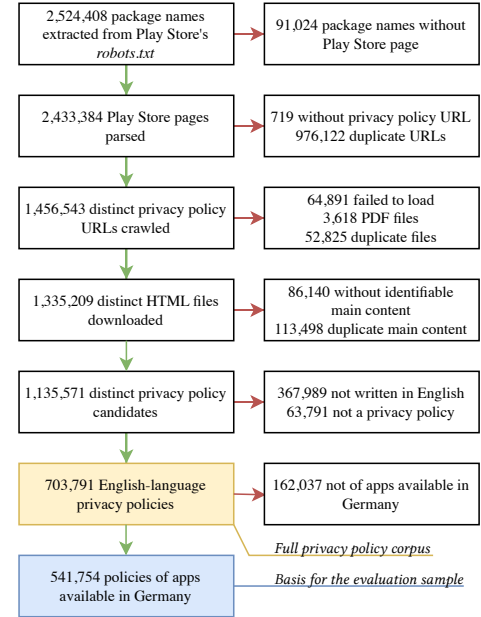 2,524,408 package names
extracted from Play Store's
robots.txt
91,024 package names without
Play Store page
2,433,384 Play Store pages
parsed
719 without privacy policy URL
976,122 duplicate URLs
1,456,543 distinct privacy policy
URLs crawled
64,891 failed to load
3,618 PDF files
52,825 duplicate files
1,335,209 distinct HTML files
downloaded
86,140 without identifiable
main content
113,498 duplicate main content
1,135,571 distinct privacy policy
candidates
367,989 not written in English
63,791 not a privacy policy
703,791 English-language
privacy policies
162,037 not of apps available in
Germany
Full privacy policy corpus
541,754 policies of apps
available in Germany
Basis for the evaluation sample